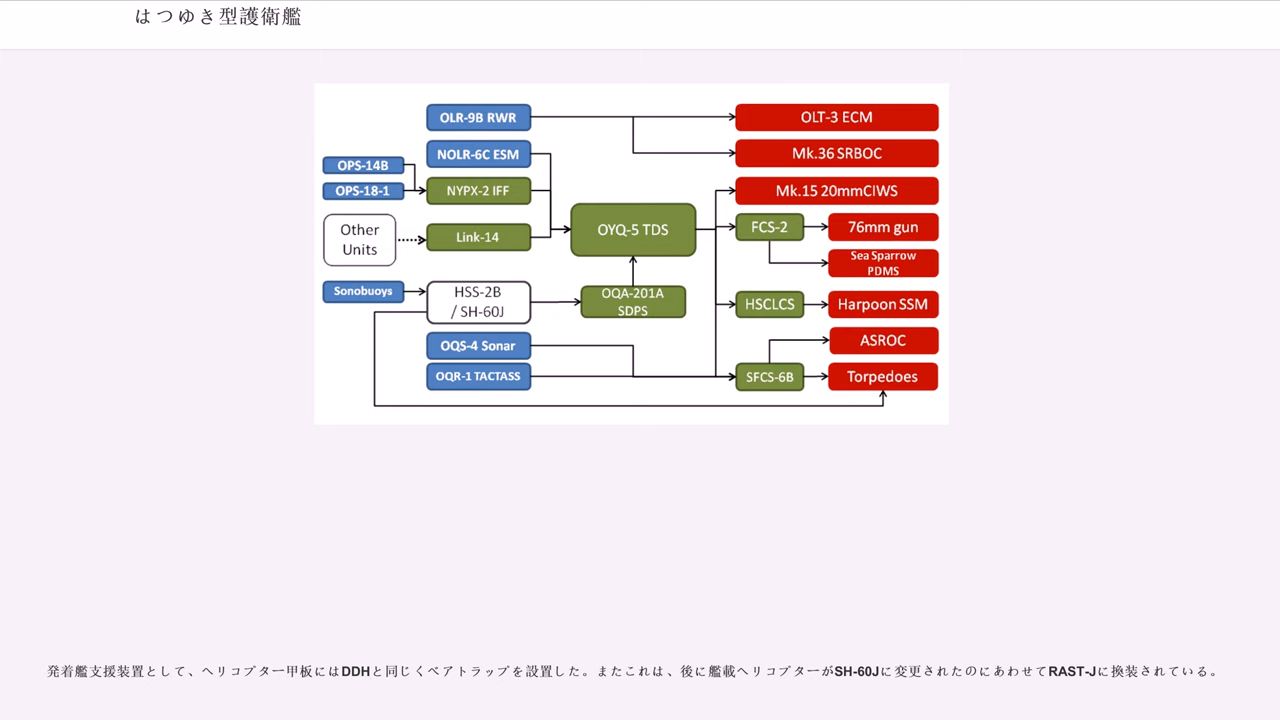 はつゆき型護衛艦
OLR-9B RWR
OLT-3 ECM
NOLR-6C ESM
Mk.36 SRBOC
OPS-14B
OPS-18-1
NYPX-2 IFF
Mk.15 20mmCIWS
Other
Units
Link-14
OYQ-5 TDS
FCS-2
76mm gun
Sea Sparrow
PDMS
Sonobuoys
HSS-2B
/ SH-60J
OQA-201A
SDPS
HSCLCS
Harpoon SSM
OQS-4 Sonar
ASROC
OQR-1 TACTASS
SFCS-6B
Torpedoes
発着艦支援装置として、ヘリコプター甲板にはDDHと同じくベアトラップを設置した。またこれは、後に艦載ヘリコプターがSH-60Jに変更されたのにあわせてRAST-Jに換装されている。